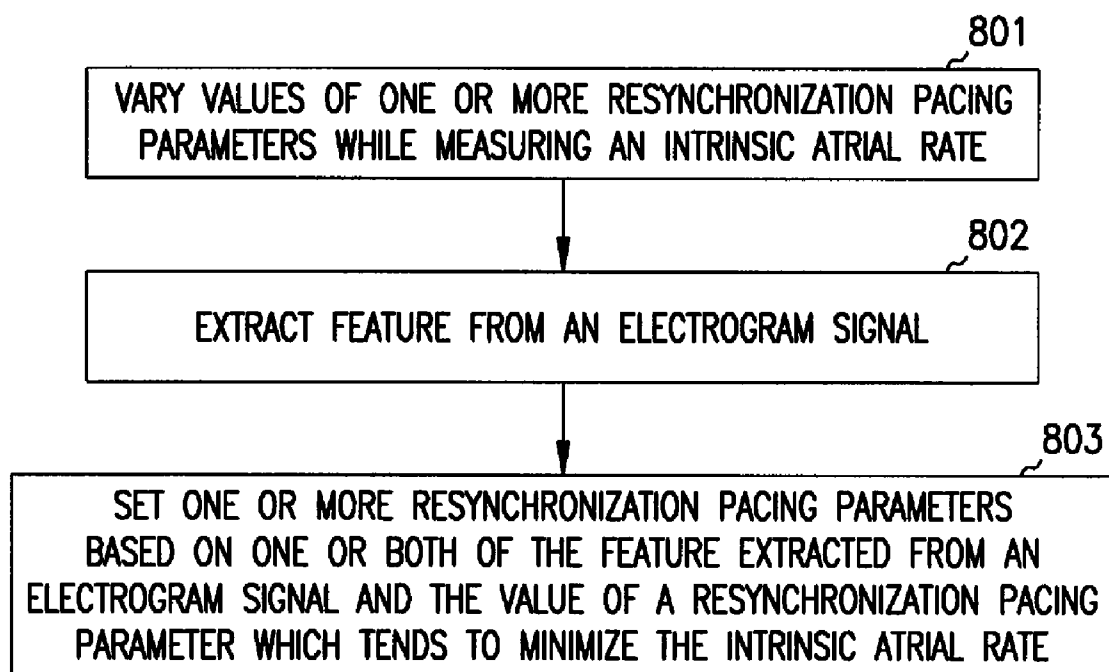 801
VARY VALUES OF ONE OR MORE RESYNCHRONIZATION PACING
PARAMETERS WHILE MEASURING AN INTRINSIC ATRIAL RATE
802
EXTRACT FEATURE FROM AN ELECTROGRAM SIGNAL
803
SET ONE OR MORE RESYNCHRONIZATION PACING PARAMETERS
BASED ON ONE OR BOTH OF THE FEATURE EXTRACTED FROM AN
ELECTROGRAM SIGNAL AND THE VALUE OF A RESYNCHRONIZATION PACING
PARAMETER WHICH TENDS TO MINIMIZE THE INTRINSIC ATRIAL RATE